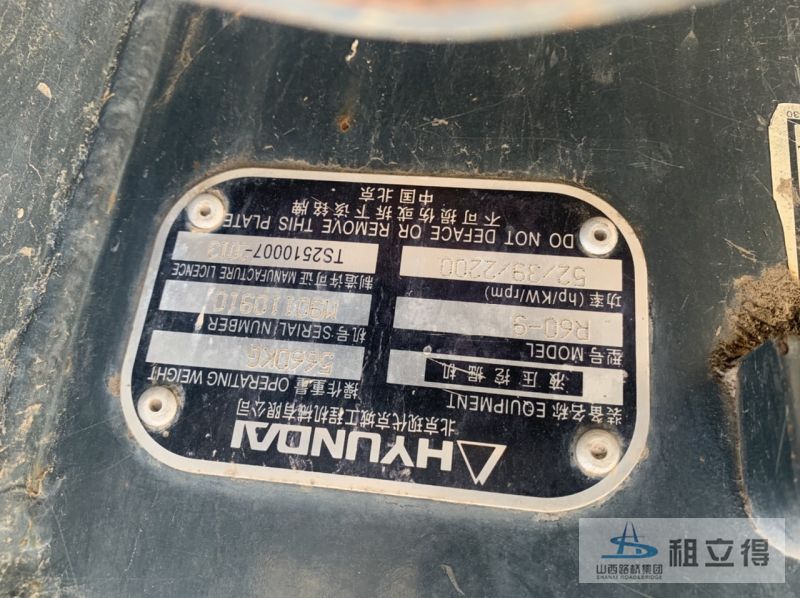 HYUNDAI
北京现代京城工程机械有限公司
装备名称 EQUIPMENT
液压挖掘机
操作重量 OPERATING WEIGHT
5660KG
型号 MODEL
R60-9
机号 SERIAL NUMBER
M90110910
功率 (hp/KW/rpm)
52/39/2200
制造许可证 MANUFACTURE LICENCE
TS2510007-2013
DO NOT DEFACE OR REMOVE THIS PLATE
不可损伤或拆下该铭牌
中国北京
30
山西路桥集团
SHANXI ROAD&BRIDGE
租立得